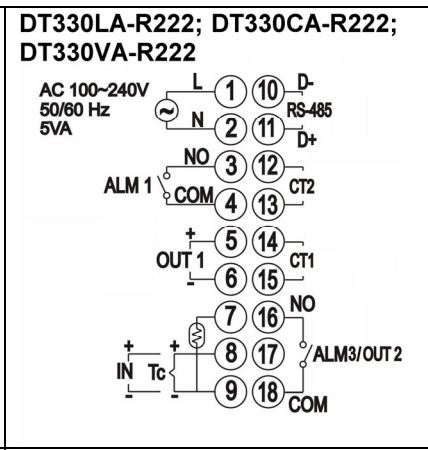 DT330LA-R222; DT330CA-R222;
DT330VA-R222
AC 100~240V
50/60 Hz
5VA
L
N
1
2
10
11
D-
RS-485
D+
ALM 1
NO
COM
3
4
12
13
CT2
OUT 1
+
-
5
6
14
15
CT1
7
8
9
16
17
18
NO
ALM3/OUT 2
COM
+
IN
-
+
Tc
-